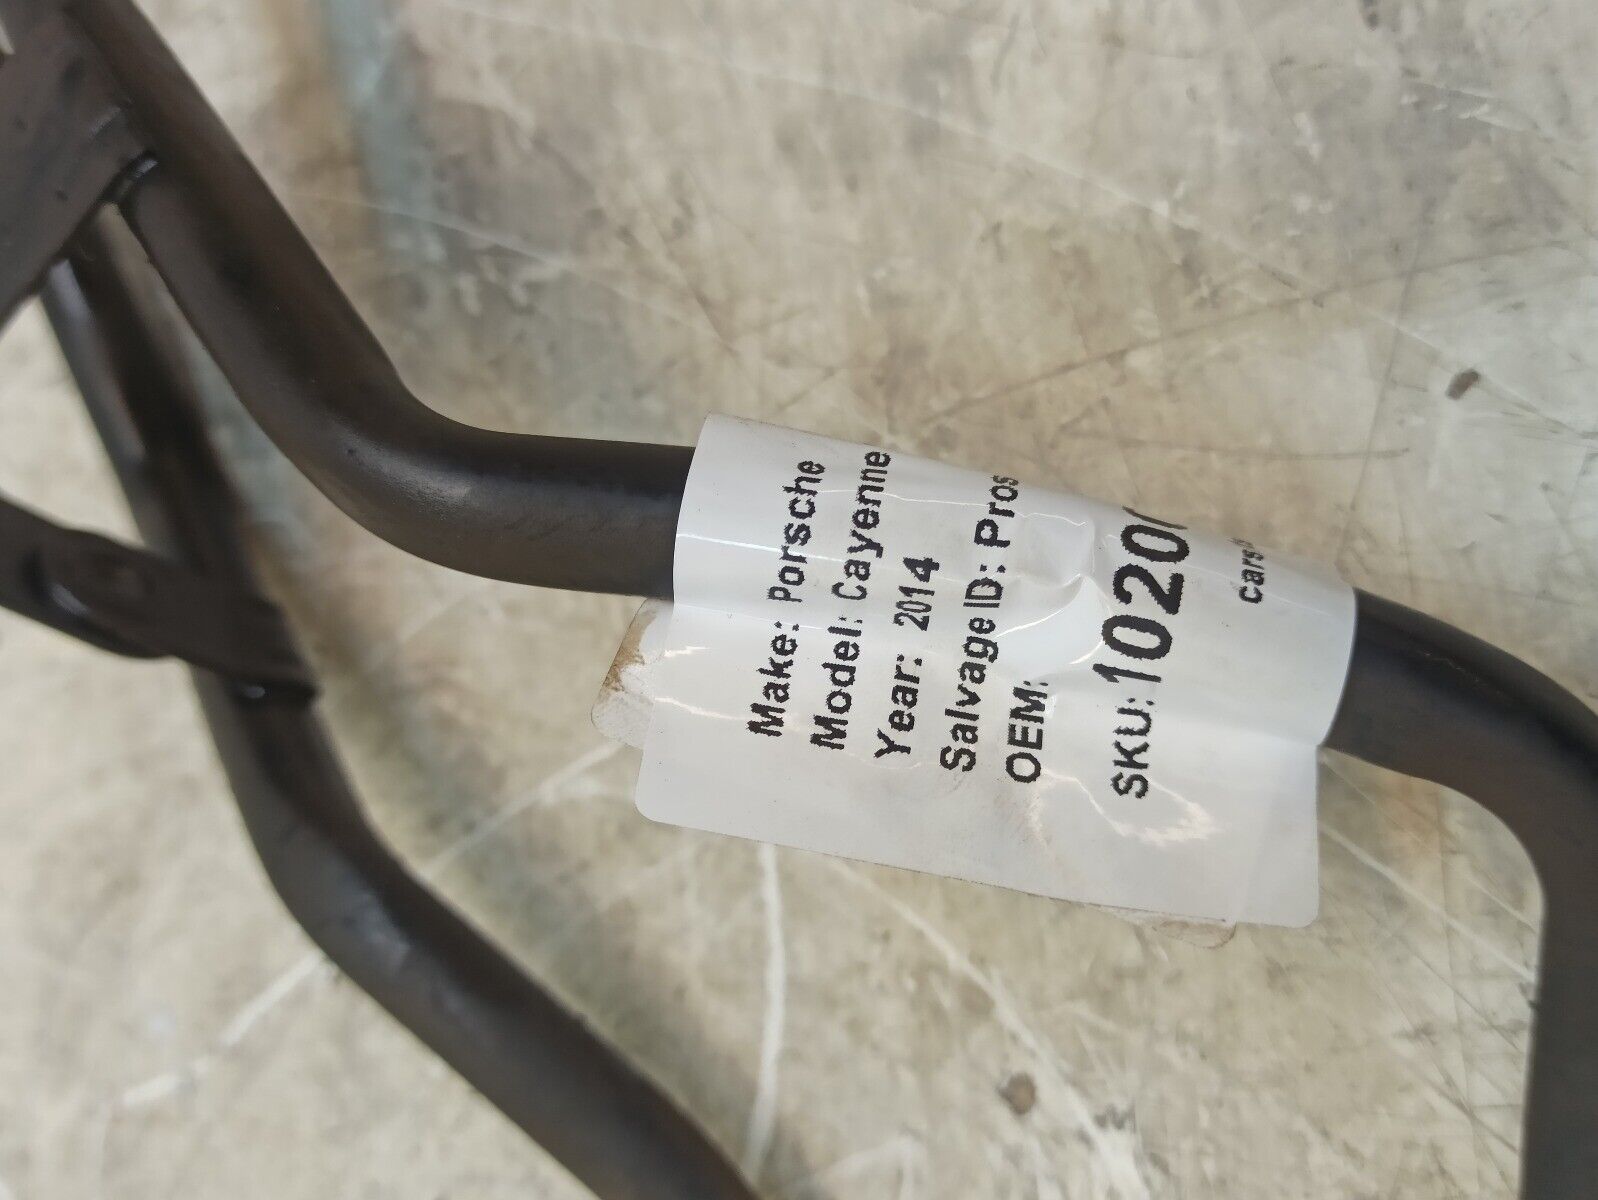 Make: Porsche
Model: Cayenne
Year: 2014
Salvage ID: Pros
OEM:
SKU: 1020
cars